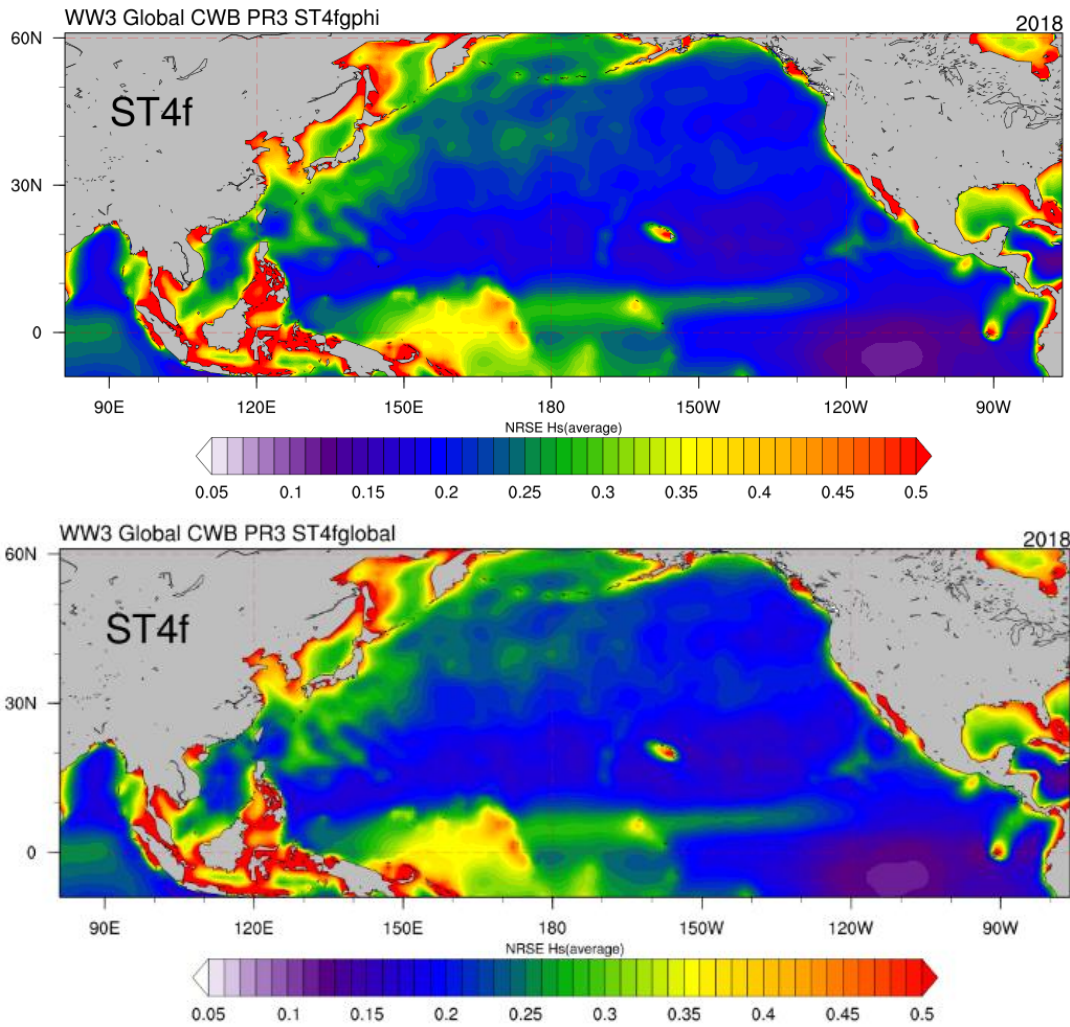 WW3 Global CWB PR3 ST4fgphi 2018
60N
ST4f
30N
0
90E 120E 150E 180 150W 120W 90W
NRSE Hs(average)
0.05 0.1 0.15 0.2 0.25 0.3 0.35 0.4 0.45 0.5
WW3 Global CWB PR3 ST4fglobal 2018
60N
ST4f
30N
0
90E 120E 150E 180 150W 120W 90W
NRSE Hs(average)
0.05 0.1 0.15 0.2 0.25 0.3 0.35 0.4 0.45 0.5